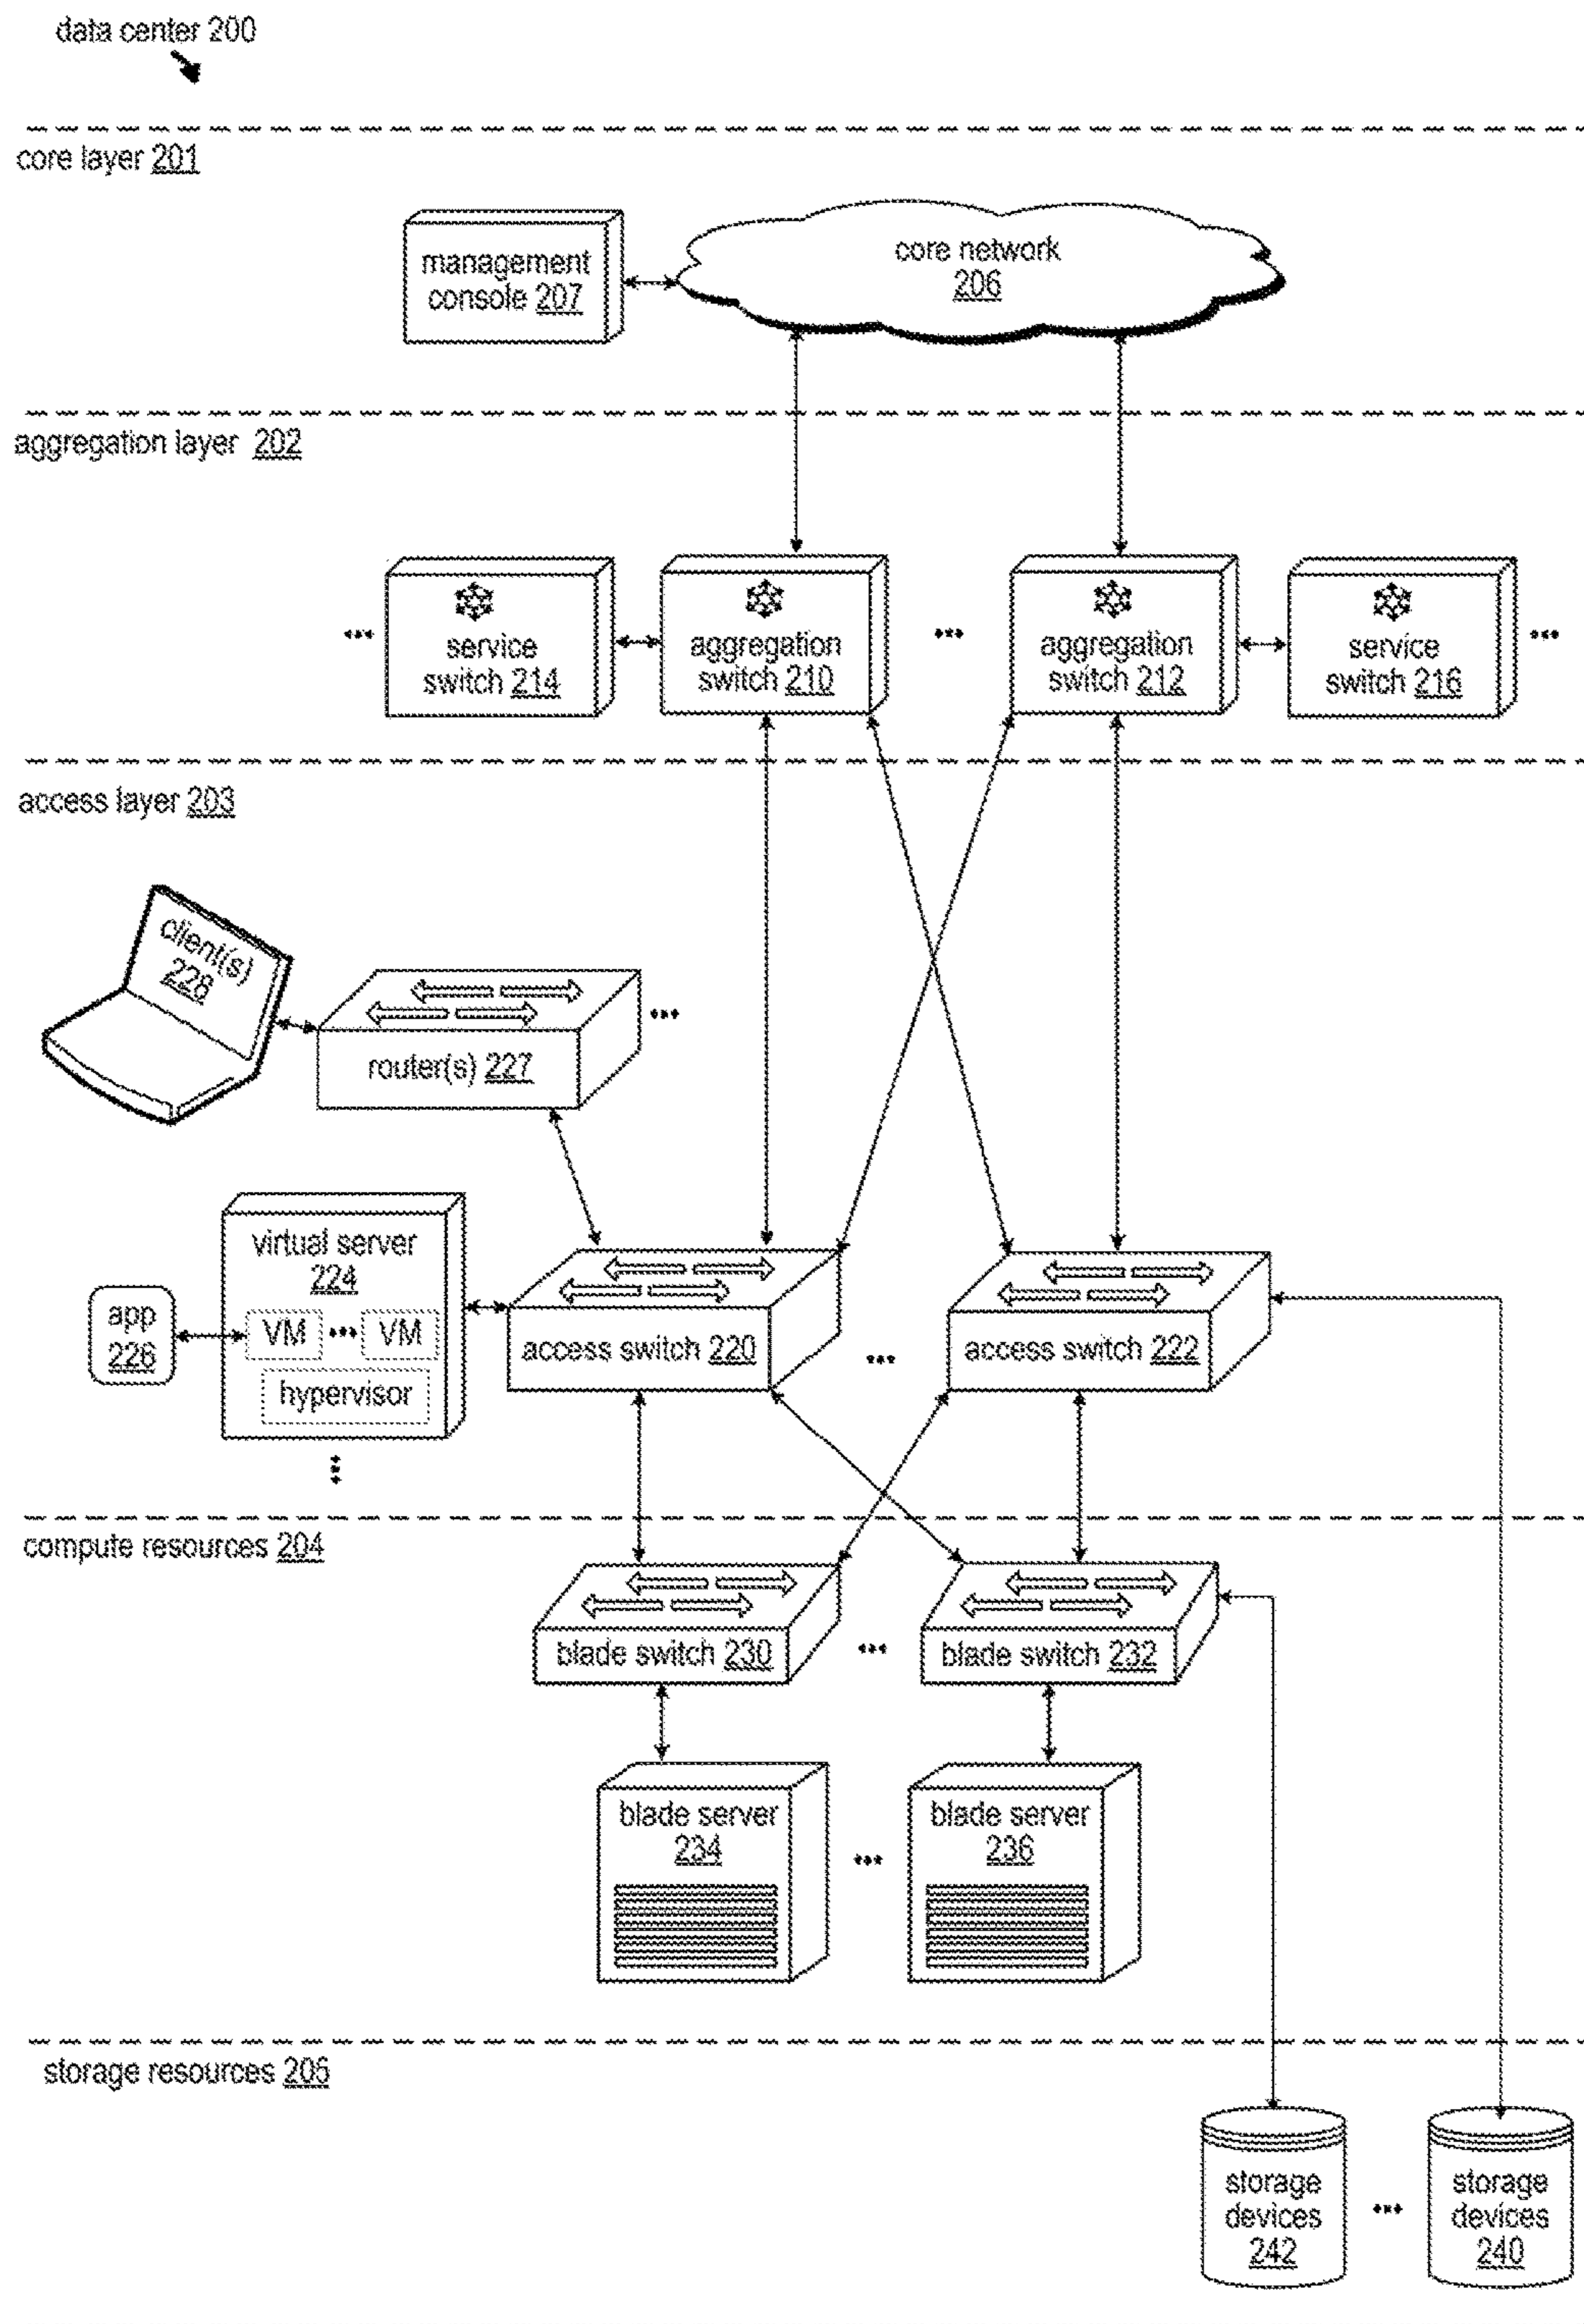 data center 200
core layer 201
management
console 207
core network
206
aggregation layer 202
service
switch 214
aggregation
switch 210
...
aggregation
switch 212
service
switch 216
...
...
access layer 203
client(s)
228
router(s) 227
...
virtual server
224
app
226
VM ... VM
hypervisor
...
access switch 220
...
access switch 222
compute resources 204
blade switch 230
...
blade switch 232
blade server
234
...
blade server
236
storage resources 205
storage
devices
242
...
storage
devices
240